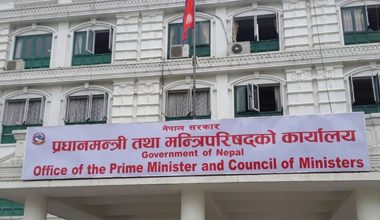 नेपाल सरकार
प्रधानमन्त्री तथा मन्त्रिपरिषद्को कार्यालय
Government of Nepal
Office of the Prime Minister and Council of Ministers